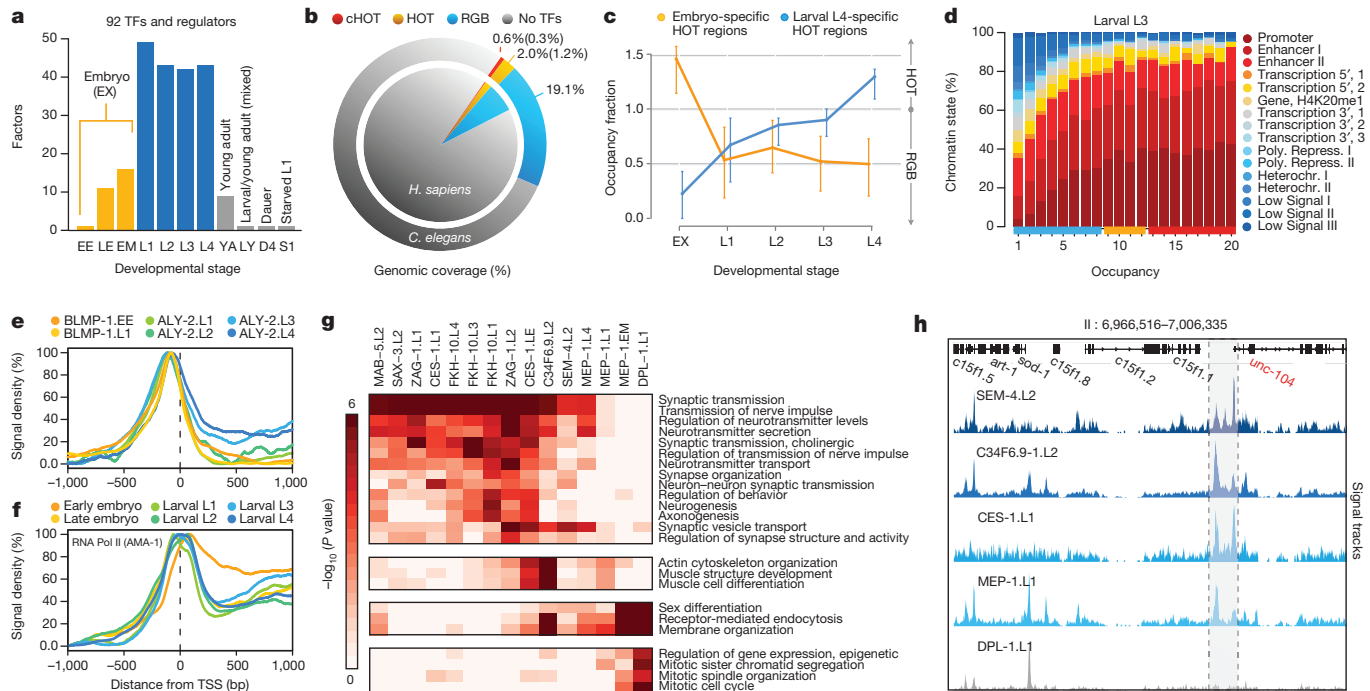 a
92 TFs and regulators
50
40
30
20
10
0
Factors
Embryo
(EX)
Young adult
Larval/young adult (mixed)
Dauer
Starved L1
EE LE EM L1 L2 L3 L4 YA LY D4 S1
Developmental stage
b
cHOT HOT RGB No TFs
0.6%(0.3%)
2.0%(1.2%)
19.1%
H. sapiens
C. elegans
Genomic coverage (%)
c
Embryo-specific HOT regions
Larval L4-specific HOT regions
1.5
1.0
0.5
0.0
Occupancy fraction
HOT
RGB
EX L1 L2 L3 L4
Developmental stage
d
Larval L3
100
80
60
40
20
0
Chromatin state (%)
1 5 10 15 20
Occupancy
Promoter
Enhancer I
Enhancer II
Transcription 5′, 1
Transcription 5′, 2
Gene, H4K20me1
Transcription 3′, 1
Transcription 3′, 2
Transcription 3′, 3
Poly. Repress. I
Poly. Repress. II
Heterochr. I
Heterochr. II
Low Signal I
Low Signal II
Low Signal III
e
BLMP-1.EE ALY-2.L1 ALY-2.L3
BLMP-1.L1 ALY-2.L2 ALY-2.L4
100
80
60
40
20
0.0
Signal density (%)
−1,000 −500 0 500 1,000
f
Early embryo Larval L1 Larval L3
Late embryo Larval L2 Larval L4
RNA Pol II (AMA-1)
100
80
60
40
20
0.0
Signal density (%)
−1,000 −500 0 500 1,000
Distance from TSS (bp)
g
MAB-5.L2
SAX-3.L2
ZAG-1.L1
CES-1.L1
FKH-10.L4
FKH-10.L3
FKH-10.L1
ZAG-1.L2
CES-1.LE
C34F6.9.L2
SEM-4.L2
MEP-1.L4
MEP-1.L1
MEP-1.EM
DPL-1.L1
6
0
−log10 (P value)
Synaptic transmission
Transmission of nerve impulse
Regulation of neurotransmitter levels
Neurotransmitter secretion
Synaptic transmission, cholinergic
Regulation of transmission of nerve impulse
Neurotransmitter transport
Synapse organization
Neuron–neuron synaptic transmission
Regulation of behavior
Neurogenesis
Axonogenesis
Synaptic vesicle transport
Regulation of synapse structure and activity
Actin cytoskeleton organization
Muscle structure development
Muscle cell differentiation
Sex differentiation
Receptor-mediated endocytosis
Membrane organization
Regulation of gene expression, epigenetic
Mitotic sister chromatid segregation
Mitotic spindle organization
Mitotic cell cycle
h
II : 6,966,516–7,006,335
c15f1.5
art-1
sod-1
c15f1.8
c15f1.2
c15f1.1
unc-104
SEM-4.L2
C34F6.9-1.L2
CES-1.L1
MEP-1.L1
DPL-1.L1
Signal tracks